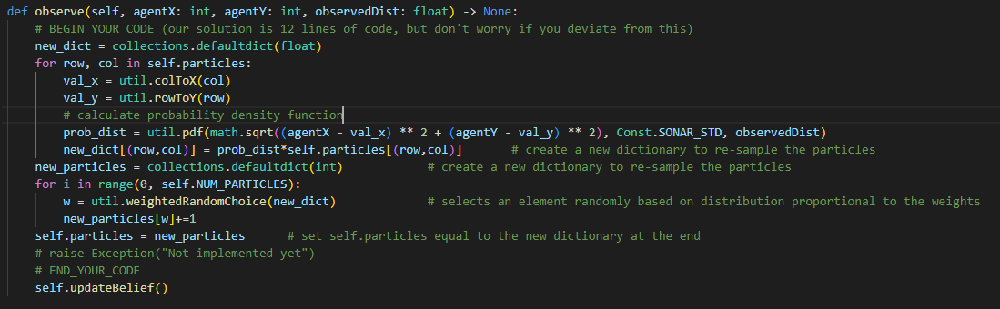 def observe(self, agentX: int, agentY: int, observedDist: float) -> None:
    # BEGIN_YOUR_CODE (our solution is 12 lines of code, but don't worry if you deviate from this)
    new_dict = collections.defaultdict(float)
    for row, col in self.particles:
        val_x = util.colToX(col)
        val_y = util.rowToY(row)
        # calculate probability density function
        prob_dist = util.pdf(math.sqrt((agentX - val_x) ** 2 + (agentY - val_y) ** 2), Const.SONAR_STD, observedDist)
        new_dict[(row,col)] = prob_dist*self.particles[(row,col)]       # create a new dictionary to re-sample the particles
    new_particles = collections.defaultdict(int)            # create a new dictionary to re-sample the particles
    for i in range(0, self.NUM_PARTICLES):
        w = util.weightedRandomChoice(new_dict)             # selects an element randomly based on distribution proportional to the weights
        new_particles[w]+=1
    self.particles = new_particles      # set self.particles equal to the new dictionary at the end
    # raise Exception("Not implemented yet")
    # END_YOUR_CODE
    self.updateBelief()